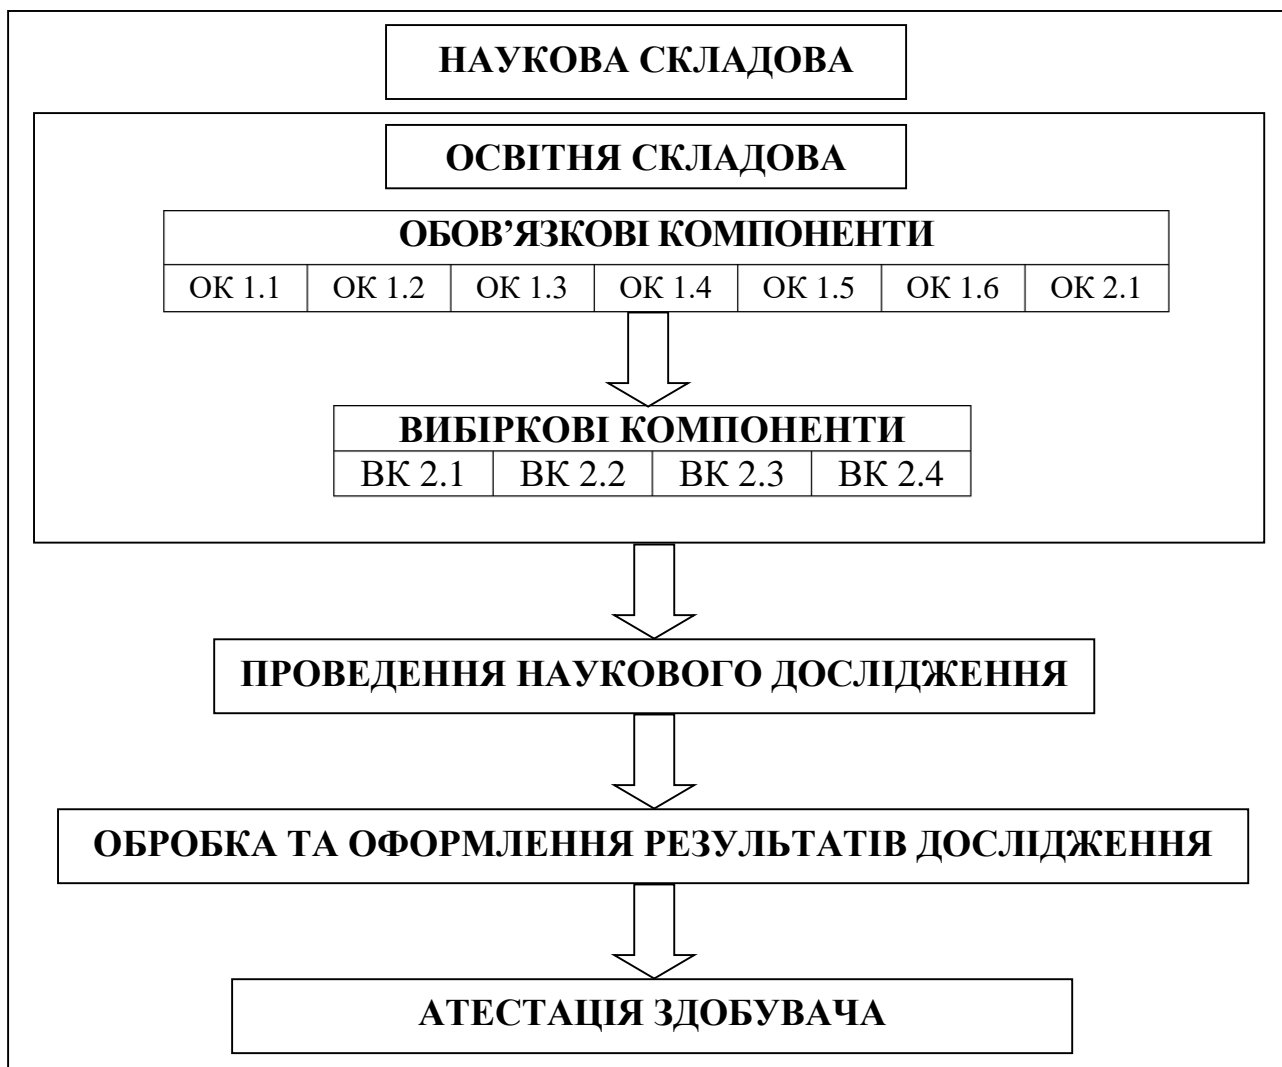 НАУКОВА СКЛАДОВА
ОСВІТНЯ СКЛАДОВА
ОБОВ’ЯЗКОВІ КОМПОНЕНТИ
ОК 1.1 ОК 1.2 ОК 1.3 ОК 1.4 ОК 1.5 ОК 1.6 ОК 2.1
ВИБІРКОВІ КОМПОНЕНТИ
ВК 2.1 ВК 2.2 ВК 2.3 ВК 2.4
ПРОВЕДЕННЯ НАУКОВОГО ДОСЛІДЖЕННЯ
ОБРОБКА ТА ОФОРМЛЕННЯ РЕЗУЛЬТАТІВ ДОСЛІДЖЕННЯ
АТЕСТАЦІЯ ЗДОБУВАЧА